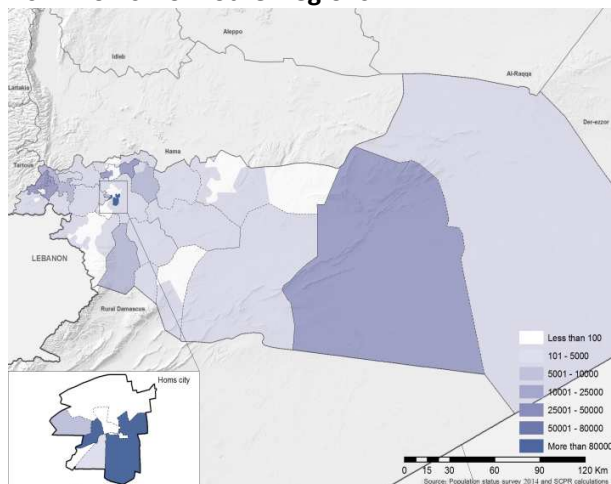 Aleppo
Idleb
Al-Raqqa
Lattakia
Der-ezzor
Hama
Tartous
LEBANON
Rural Damascus
Homs city
Less than 100
101 - 5000
5001 - 10000
10001 - 25000
25001 - 50000
50001 - 80000
More than 80000
0 15 30 60 90 120 Km
Source: Population status survey 2014 and SCPR calculations